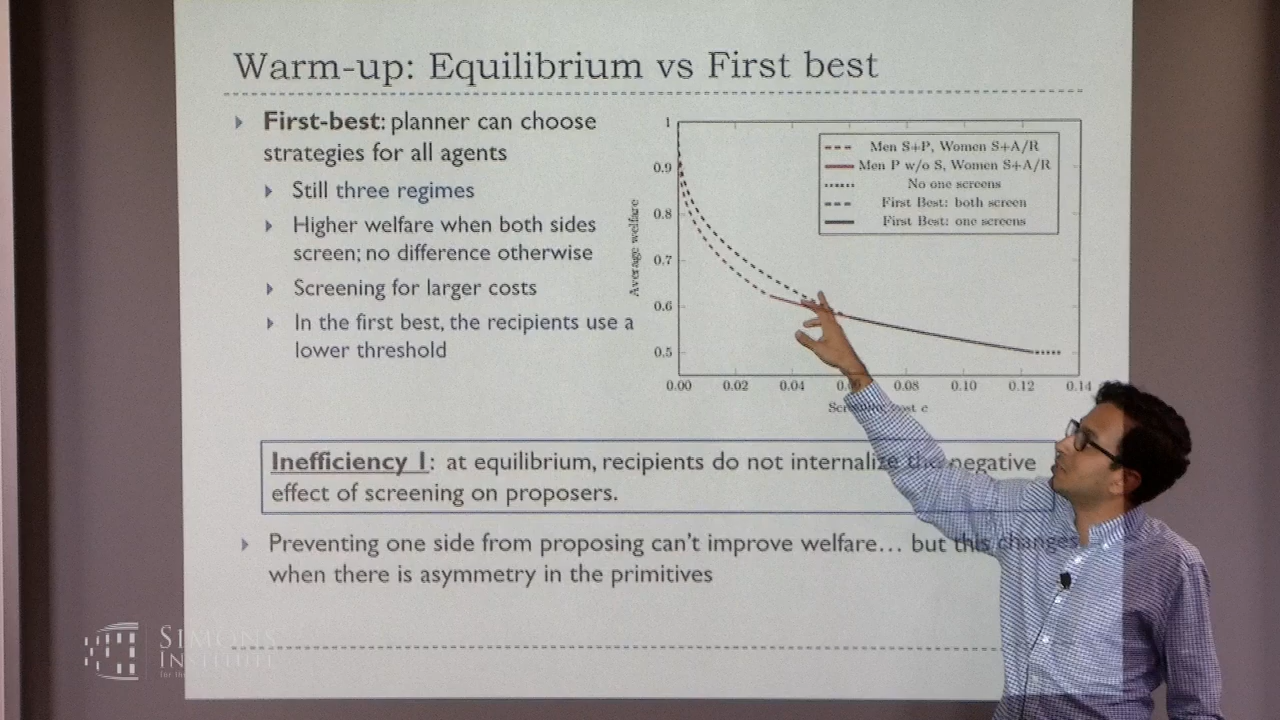 Warm-up: Equilibrium vs First best
First-best: planner can choose
strategies for all agents
Still three regimes
Higher welfare when both sides
screen; no difference otherwise
Screening for larger costs
In the first best, the recipients use a
lower threshold
Men S+P, Women S+A/R
Men P w/o S, Women S+A/R
No one screens
First Best: both screen
First Best: one screens
Average welfare
1
0.9
0.8
0.7
0.6
0.5
0.00 0.02 0.04 0.08 0.10 0.12 0.14
c
Inefficiency 1: at equilibrium, recipients do not internalize the negative
effect of screening on proposers.
Preventing one side from proposing can't improve welfare… but this changes
when there is asymmetry in the primitives
SIMONS
INSTITUTE